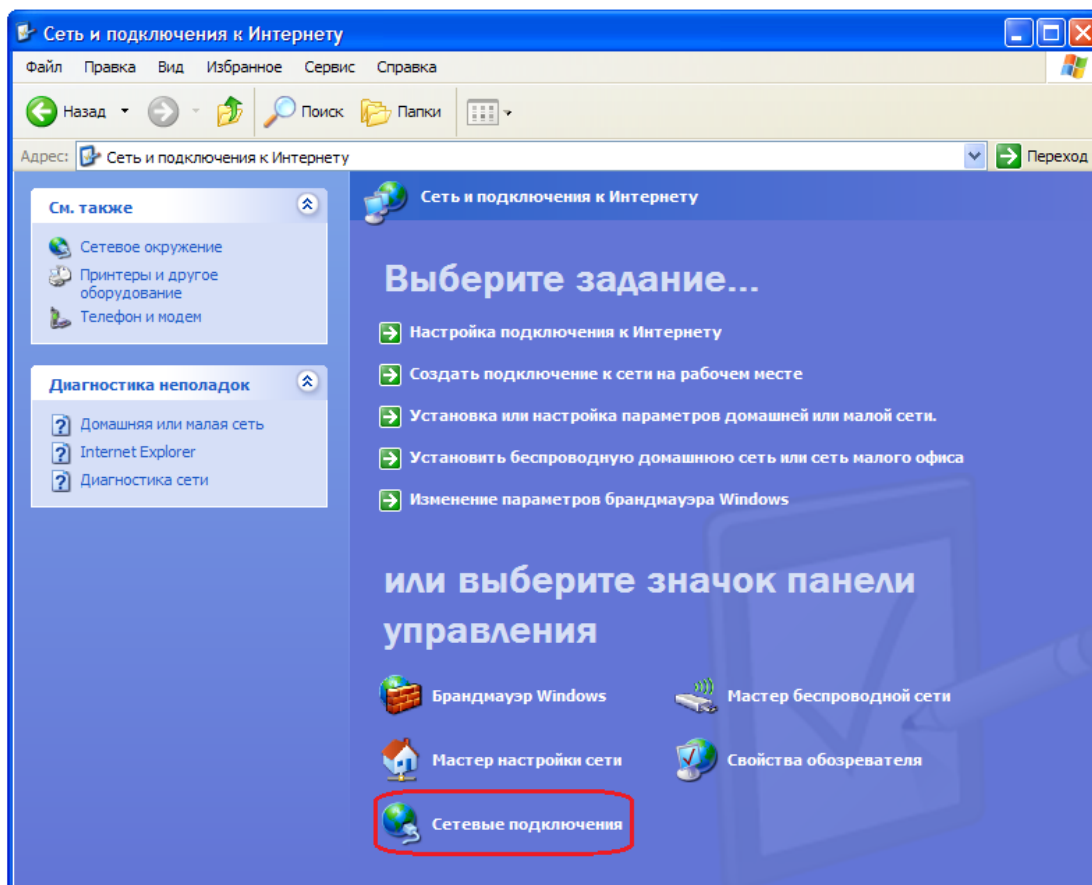 Сеть и подключения к Интернету
Файл Правка Вид Избранное Сервис Справка
Назад Поиск Папки
Адрес: Сеть и подключения к Интернету Переход
См. также
Сетевое окружение
Принтеры и другое
оборудование
Телефон и модем
Диагностика неполадок
Домашняя или малая сеть
Internet Explorer
Диагностика сети
Сеть и подключения к Интернету
Выберите задание...
Настройка подключения к Интернету
Создать подключение к сети на рабочем месте
Установка или настройка параметров домашней или малой сети.
Установить беспроводную домашнюю сеть или сеть малого офиса
Изменение параметров брандмауэра Windows
или выберите значок панели
управления
Брандмауэр Windows
Мастер беспроводной сети
Мастер настройки сети
Свойства обозревателя
Сетевые подключения